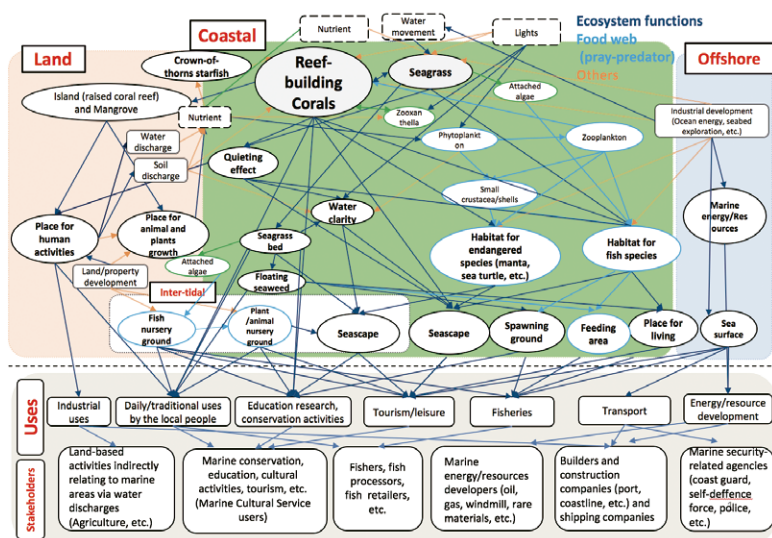 Ecosystem functions
Food web
(pray-predator)
Others
Land
Coastal
Offshore
Nutrient
Water
movement
Lights
Crown-of-
thorns starfish
Reef-
building
Corals
Seagrass
Attached
algae
Island (raised coral reef)
and Mangrove
Nutrient
Zooxan
thella
Phytoplankt
on
Zooplankton
Industrial development
(Ocean energy, seabed
exploration, etc.)
Water
discharge
Soil
discharge
Quieting
effect
Small
crustacea/shells
Marine
energy/Res
ources
Place for
human
activities
Place for
animal and
plants
growth
Water
clarity
Seagrass
bed
Habitat for
endangered
species (manta,
sea turtle, etc.)
Habitat for
fish species
Attached
algae
Land/property
development
Floating
seaweed
Inter-tidal
Fish
nursery
ground
Plant
/animal
nursery
ground
Seascape
Seascape
Spawning
ground
Feeding
area
Place for
living
Sea
surface
Uses
Industrial
uses
Daily/traditional uses
by the local people
Education research,
conservation activities
Tourism/leisure
Fisheries
Transport
Energy/resource
development
Stakeholders
Land-based
activities indirectly
relating to marine
areas via water
discharges
(Agriculture, etc.)
Marine conservation,
education, cultural
activities, tourism, etc.
(Marine Cultural Service
users)
Fishers, fish
processors,
fish retailers,
etc.
Marine
energy/resources
developers (oil,
gas, windmill, rare
materials, etc.)
Builders and
construction
companies (port,
coastline, etc.) and
shipping companies
Marine security-
related agencies
(coast guard,
self-deffence
force, police,
etc.)